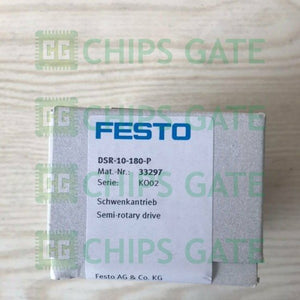 CHIPS GATE
FESTO
DSR-10-180-P
Mat.-Nr.: 33297
Serie: KO02
CHIPS GATE
Schwenkantrieb
Semi-rotary drive
Festo AG & Co. KG
CHIPS GATE